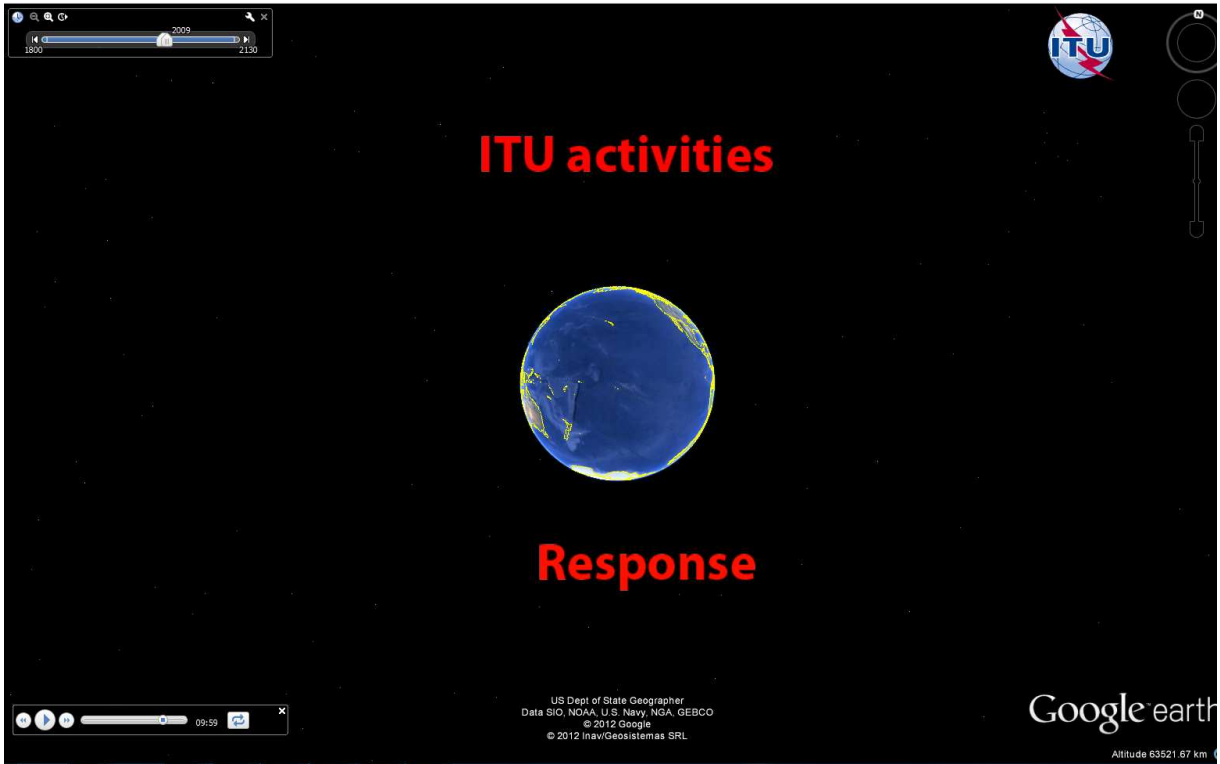 2009
1800
2130
ITU
N
ITU activities
Response
09:59
US Dept of State Geographer
Data SIO, NOAA, U.S. Navy, NGA, GEBCO
© 2012 Google
© 2012 Inav/Geosistemas SRL
Google earth
Altitude 63521.67 km